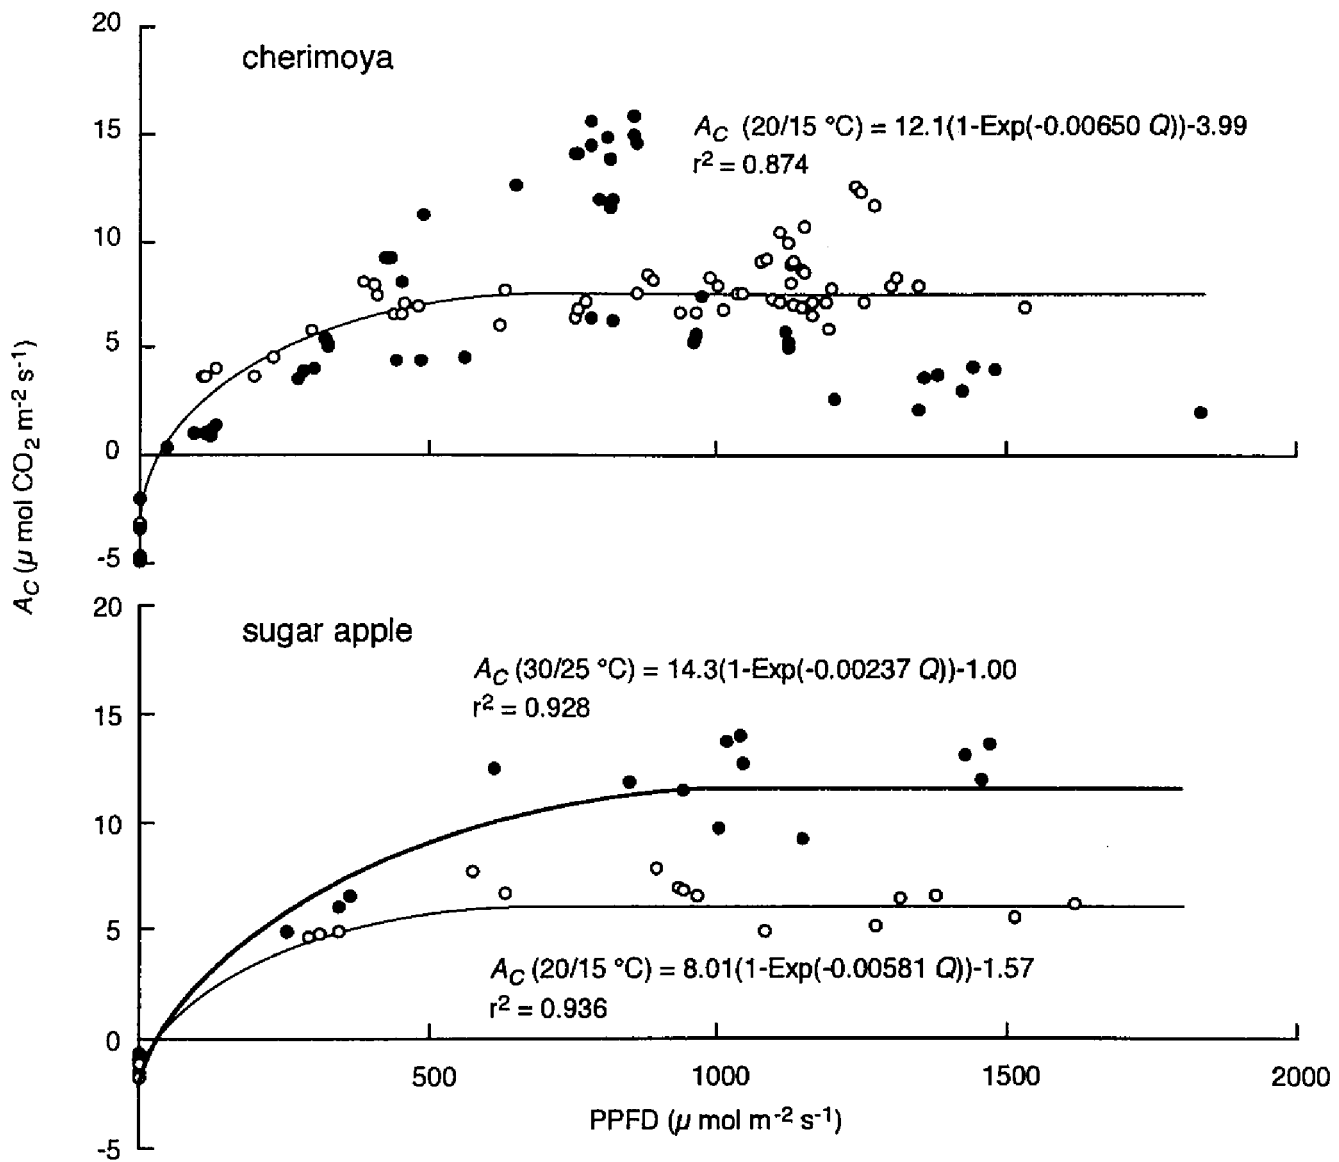 20
cherimoya
15
A_C (20/15 °C) = 12.1(1-Exp(-0.00650 Q))-3.99
r² = 0.874
10
5
0
-5
A_C (µ mol CO₂ m⁻² s⁻¹)
20
sugar apple
A_C (30/25 °C) = 14.3(1-Exp(-0.00237 Q))-1.00
r² = 0.928
15
10
5
A_C (20/15 °C) = 8.01(1-Exp(-0.00581 Q))-1.57
r² = 0.936
0
500 1000 1500 2000
PPFD (µ mol m⁻² s⁻¹)
-5